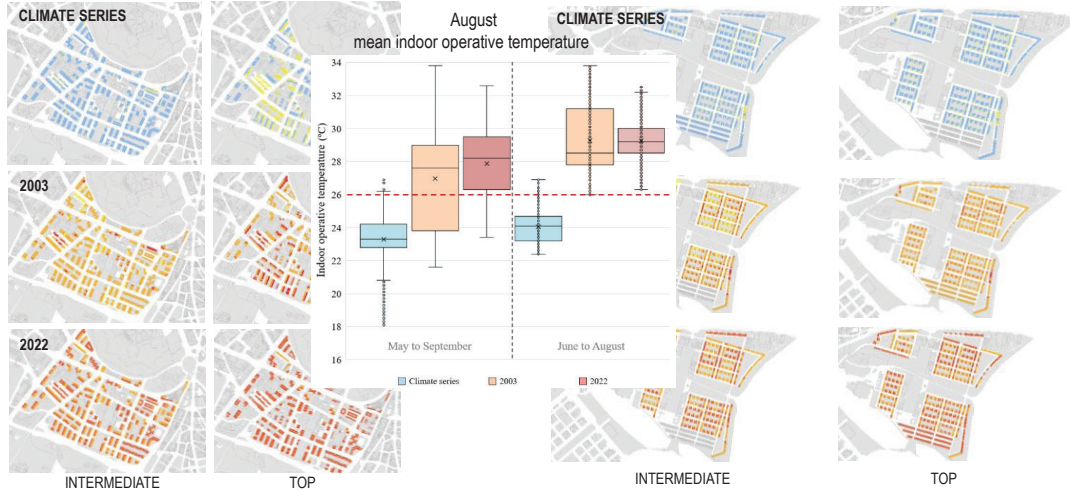 CLIMATE SERIES
August
mean indoor operative temperature
CLIMATE SERIES
2003
2022
Indoor operative temperature (°C)
34
32
30
28
26
24
22
20
18
16
May to September
June to August
Climate series
2003
2022
INTERMEDIATE
TOP
INTERMEDIATE
TOP